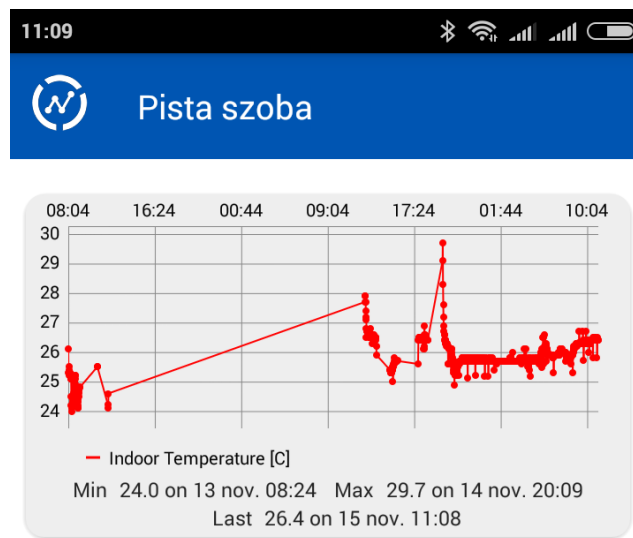 11:09
Pista szoba
08:04 16:24 00:44 09:04 17:24 01:44 10:04
30
29
28
27
26
25
24
Indoor Temperature [C]
Min 24.0 on 13 nov. 08:24 Max 29.7 on 14 nov. 20:09
Last 26.4 on 15 nov. 11:08